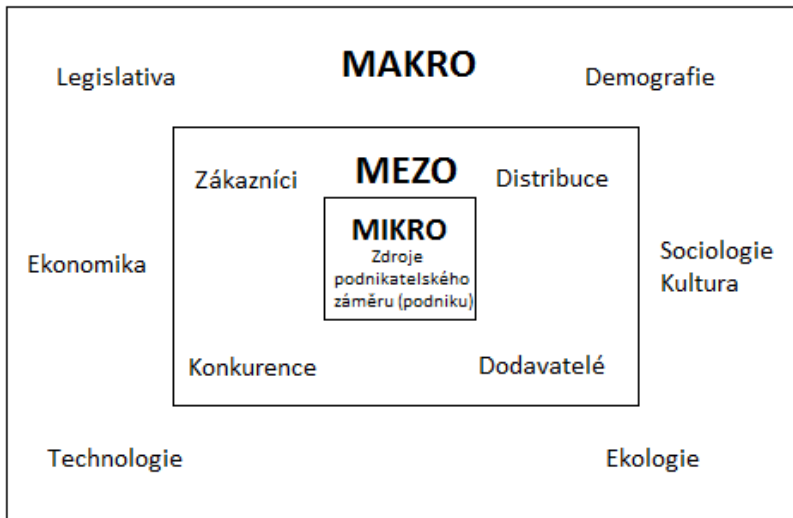 MAKRO
Legislativa
Demografie
MEZO
Zákazníci
Distribuce
MIKRO
Zdroje
podnikatelského
záměru (podniku)
Ekonomika
Sociologie
Kultura
Konkurence
Dodavatelé
Technologie
Ekologie